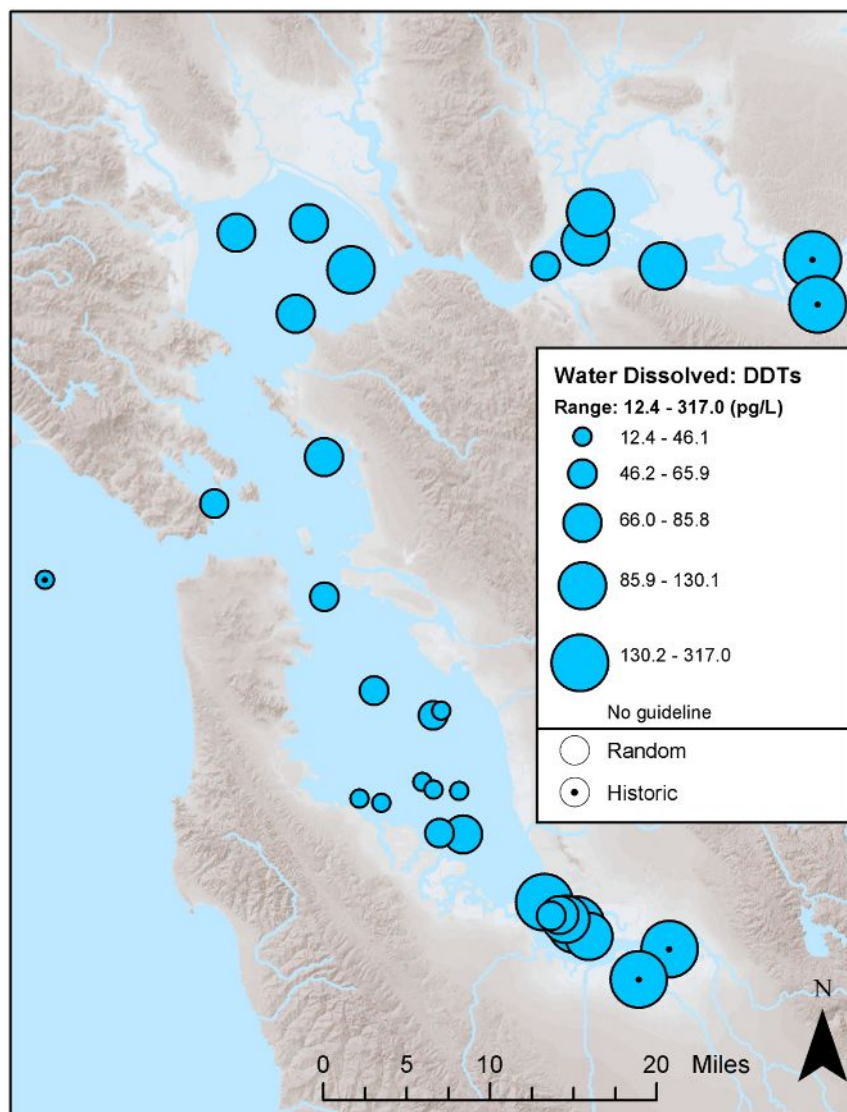 Water Dissolved: DDTs
Range: 12.4 - 317.0 (pg/L)
12.4 - 46.1
46.2 - 65.9
66.0 - 85.8
85.9 - 130.1
130.2 - 317.0
No guideline
Random
Historic
N
0 5 10 20 Miles